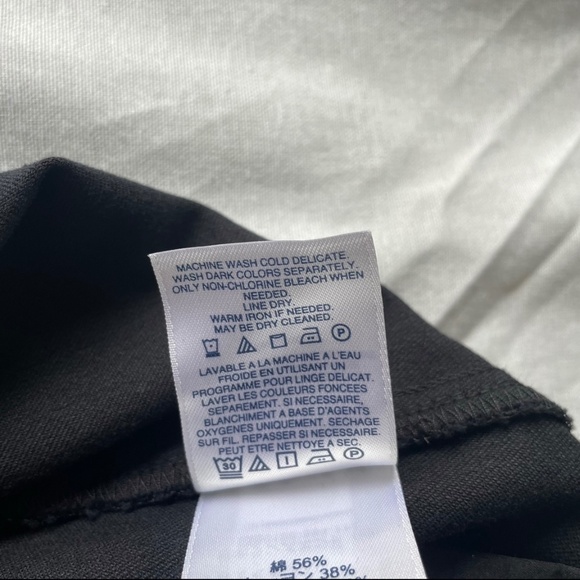 MACHINE WASH COLD DELICATE.
WASH DARK COLORS SEPARATELY.
ONLY NON-CHLORINE BLEACH WHEN
NEEDED.
LINE DRY.
WARM IRON IF NEEDED.
MAY BE DRY CLEANED.
P
LAVABLE A LA MACHINE A L'EAU
FROIDE EN UTILISANT UN
PROGRAMME POUR LINGE DELICAT.
LAVER LES COULEURS FONCEES
SEPAREMENT. SI NECESSAIRE,
BLANCHIMENT A BASE D'AGENTS
OXYGENES UNIQUEMENT. SECHAGE
SUR FIL. REPASSER SI NECESSAIRE.
PEUT ETRE NETTOYE A SEC.
30 P
綿 56%
ン 38%